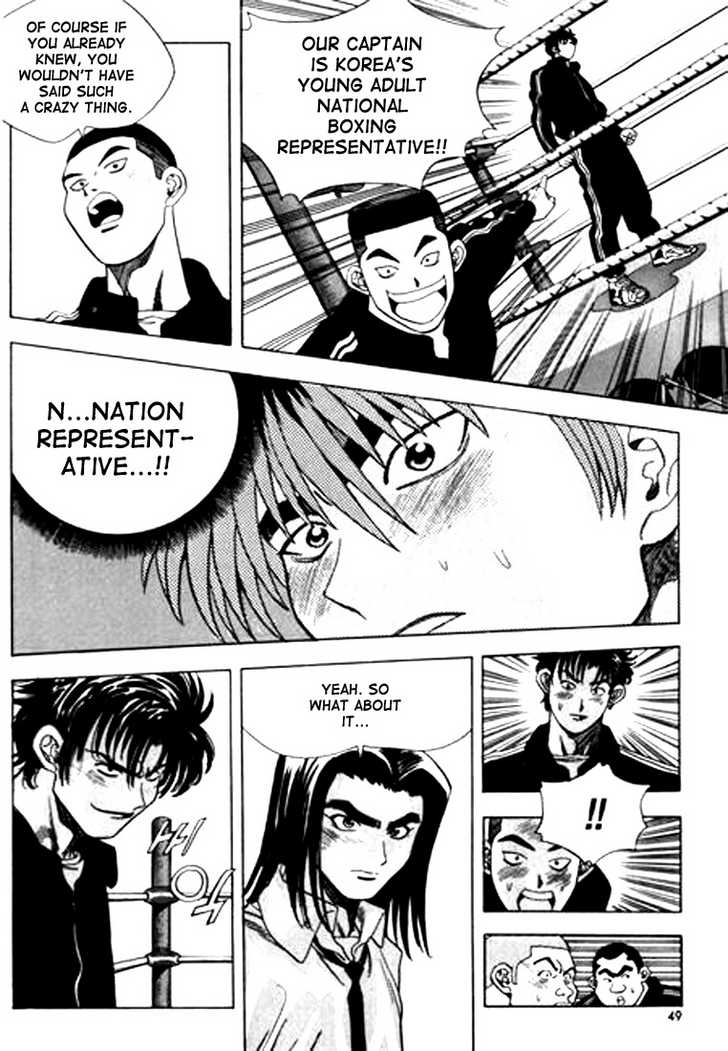 OF COURSE IF
YOU ALREADY
KNEW, YOU
WOULDN'T HAVE
SAID SUCH
A CRAZY THING.
OUR CAPTAIN
IS KOREA'S
YOUNG ADULT
NATIONAL
BOXING
REPRESENTATIVE!!
N...NATION
REPRESENT-
ATIVE...!!
YEAH. SO
WHAT ABOUT
IT...
!!
49